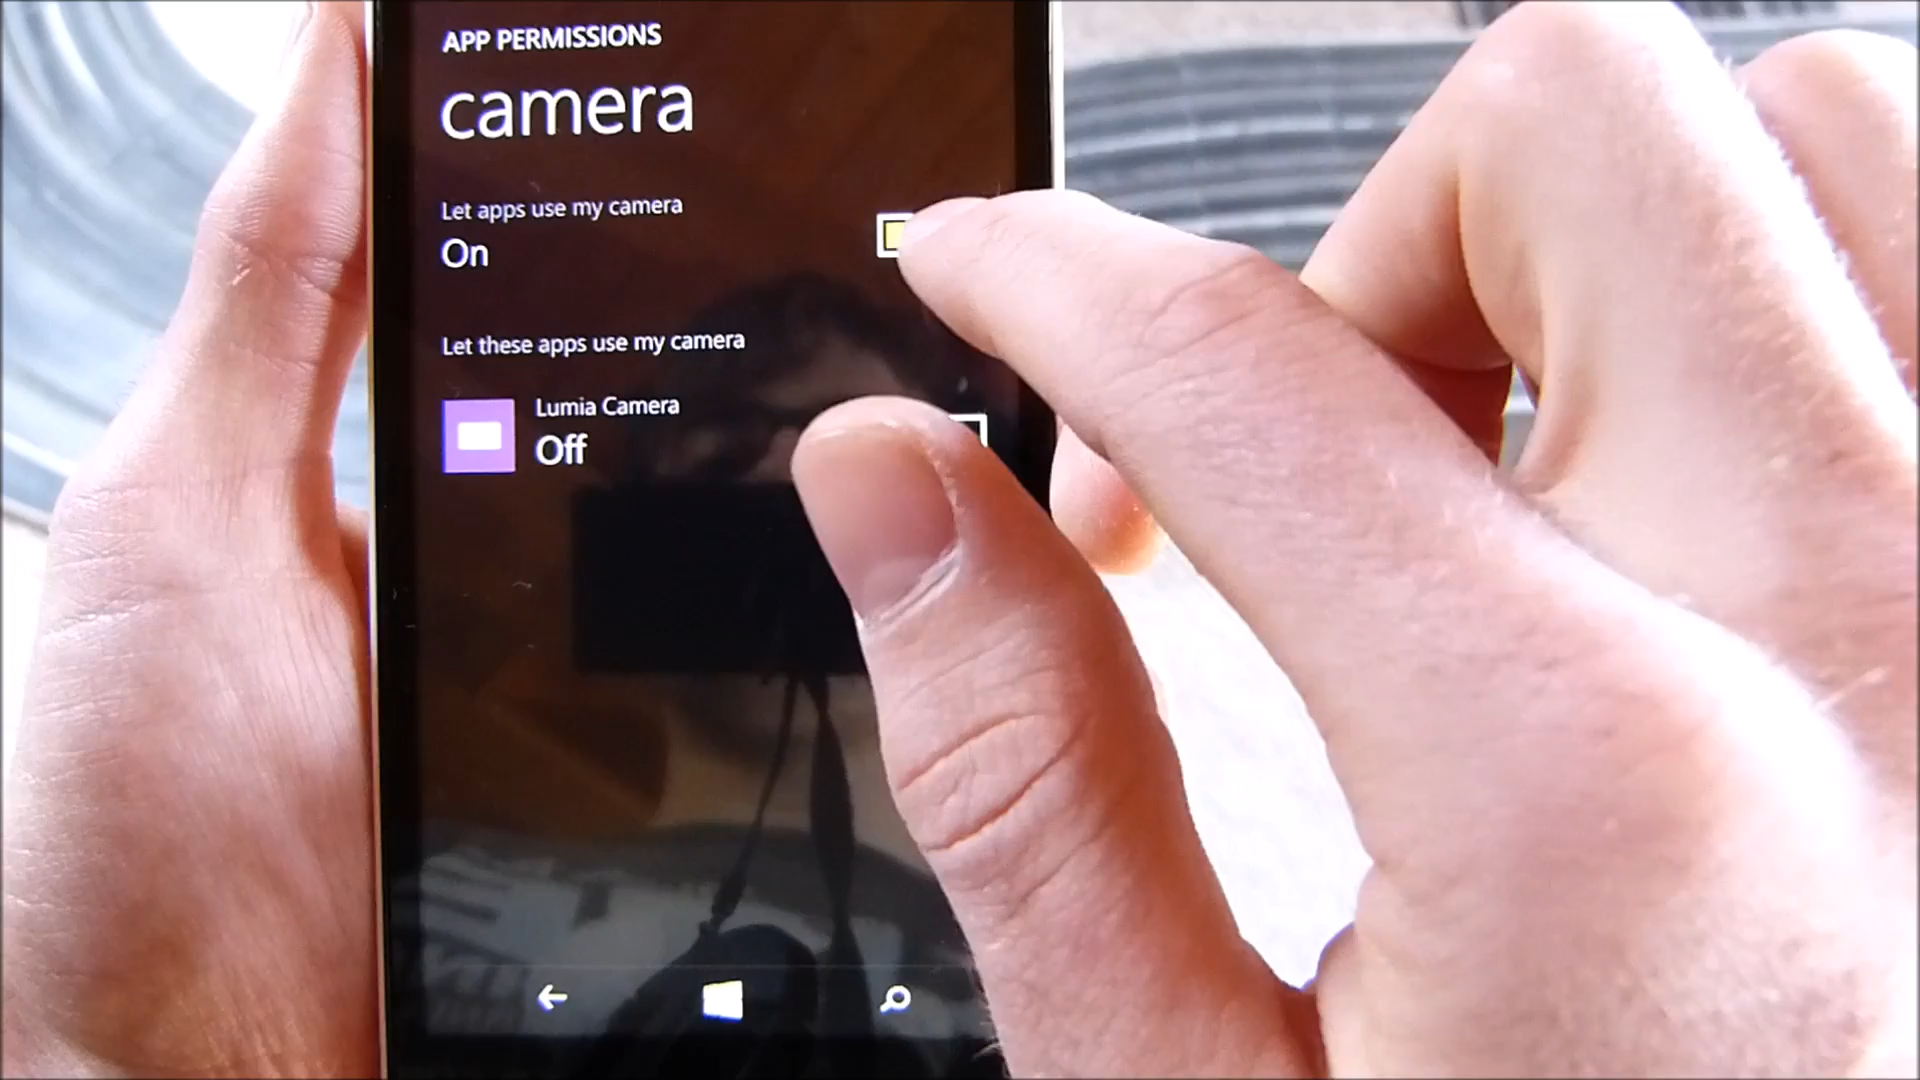 APP PERMISSIONS
camera
Let apps use my camera
On
Let these apps use my camera
Lumia Camera
Off